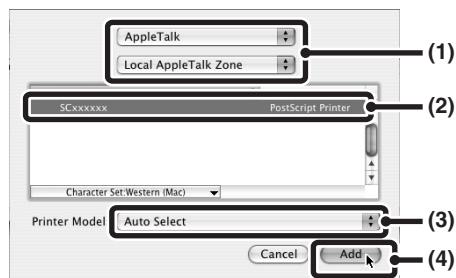 AppleTalk
Local AppleTalk Zone
(1)
SCxxxxxx PostScript Printer
(2)
Character Set:Western (Mac)
Printer Model Auto Select
(3)
Cancel Add
(4)